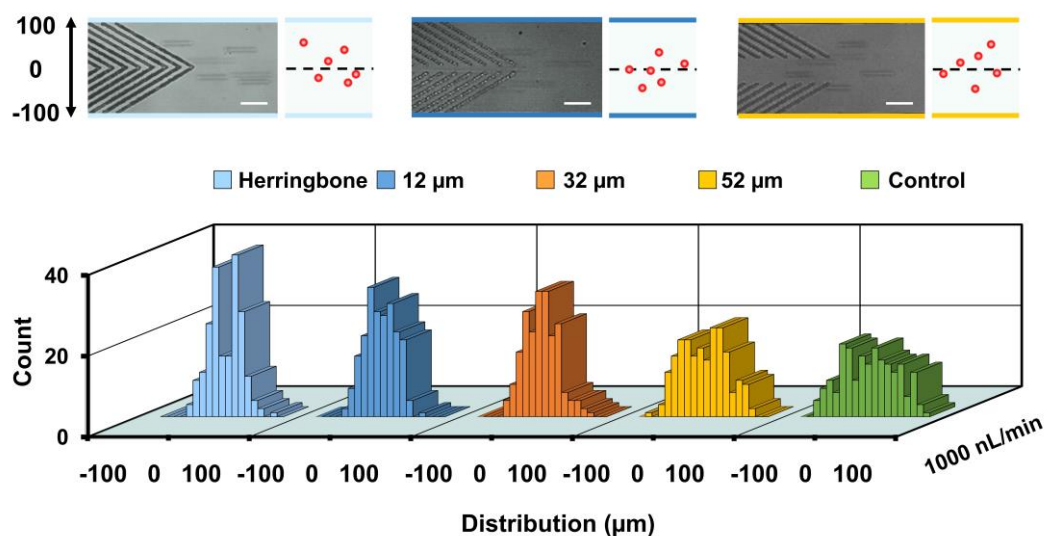 100
0
-100
Herringbone
12 µm
32 µm
52 µm
Control
Count
40
20
0
1000 nL/min
-100 0 100 -100 0 100 -100 0 100 -100 0 100 -100 0 100
Distribution (µm)